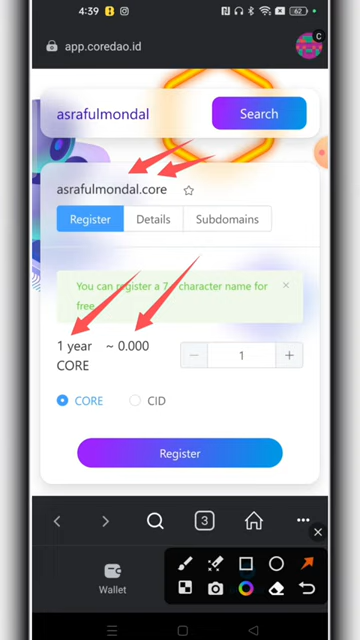 4:39
62
app.coredao.id
C
asrafulmondal
Search
asrafulmondal.core
Register
Details
Subdomains
You can register a 7 character name for
free
1 year
~ 0.000
CORE
1
CORE
CID
Register
3
Wallet